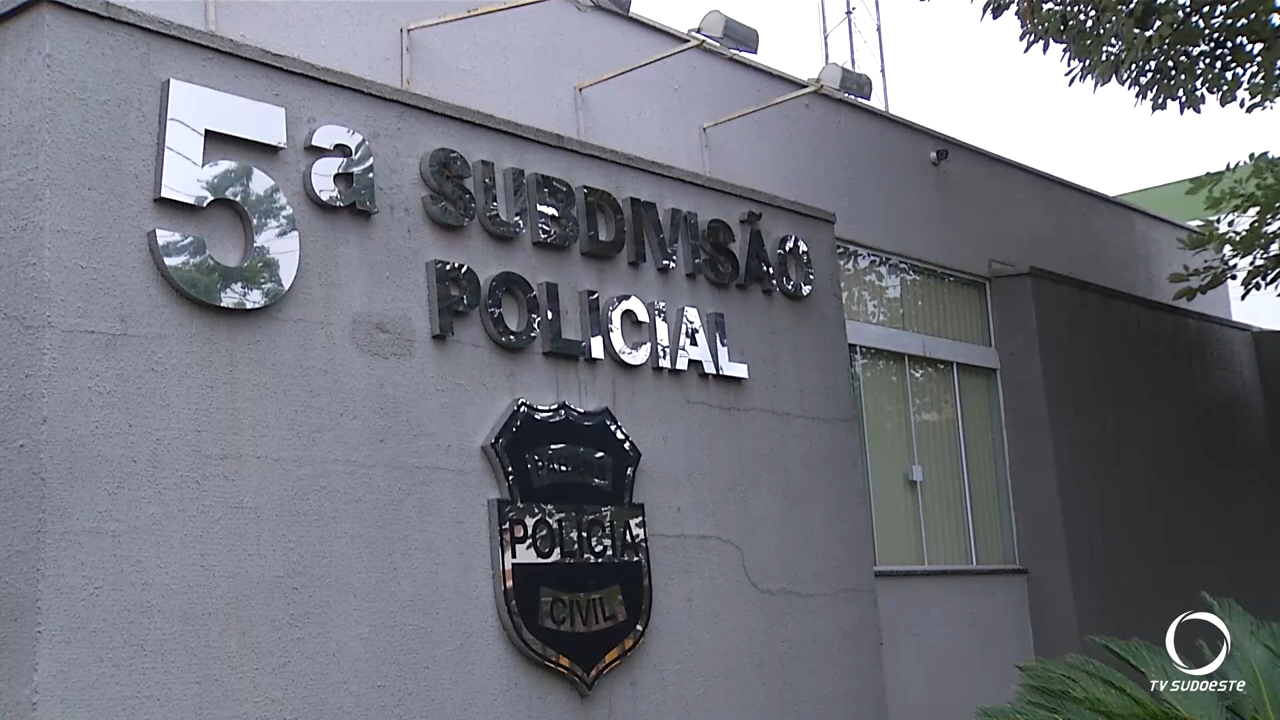 5ª SUBDIVISÃO
POLICIAL
POLÍCIA
CIVIL
TV SUDOESTE